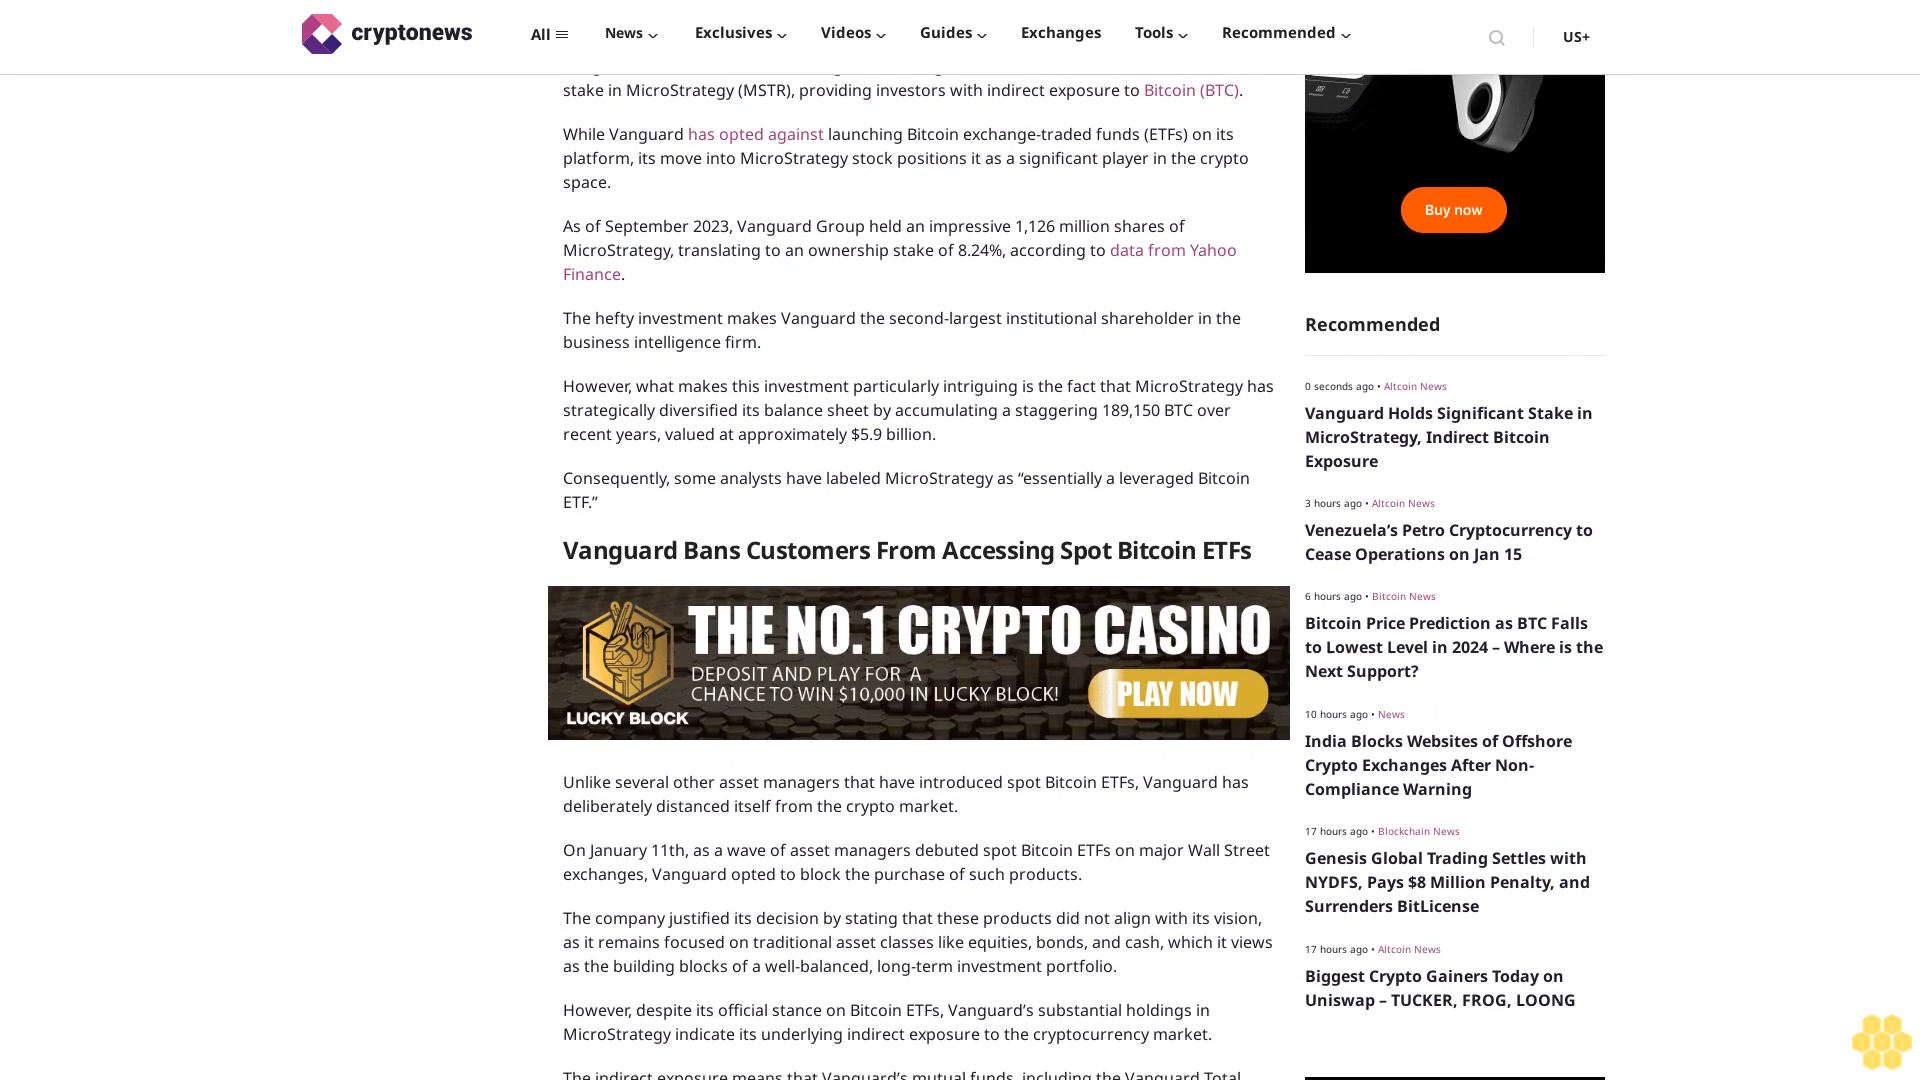 cryptonews
All
News
Exclusives
Videos
Guides
Exchanges
Tools
Recommended
US+
stake in MicroStrategy (MSTR), providing investors with indirect exposure to Bitcoin (BTC).
While Vanguard has opted against launching Bitcoin exchange-traded funds (ETFs) on its
platform, its move into MicroStrategy stock positions it as a significant player in the crypto
space.
As of September 2023, Vanguard Group held an impressive 1,126 million shares of
MicroStrategy, translating to an ownership stake of 8.24%, according to data from Yahoo
Finance.
The hefty investment makes Vanguard the second-largest institutional shareholder in the
business intelligence firm.
However, what makes this investment particularly intriguing is the fact that MicroStrategy has
strategically diversified its balance sheet by accumulating a staggering 189,150 BTC over
recent years, valued at approximately $5.9 billion.
Consequently, some analysts have labeled MicroStrategy as “essentially a leveraged Bitcoin
ETF.”
Vanguard Bans Customers From Accessing Spot Bitcoin ETFs
THE NO.1 CRYPTO CASINO
DEPOSIT AND PLAY FOR A
CHANCE TO WIN $10,000 IN LUCKY BLOCK!
PLAY NOW
LUCKY BLOCK
Unlike several other asset managers that have introduced spot Bitcoin ETFs, Vanguard has
deliberately distanced itself from the crypto market.
On January 11th, as a wave of asset managers debuted spot Bitcoin ETFs on major Wall Street
exchanges, Vanguard opted to block the purchase of such products.
The company justified its decision by stating that these products did not align with its vision,
as it remains focused on traditional asset classes like equities, bonds, and cash, which it views
as the building blocks of a well-balanced, long-term investment portfolio.
However, despite its official stance on Bitcoin ETFs, Vanguard’s substantial holdings in
MicroStrategy indicate its underlying indirect exposure to the cryptocurrency market.
The indirect exposure means that Vanguard’s mutual funds, including the Vanguard Total
Buy now
Recommended
0 seconds ago • Altcoin News
Vanguard Holds Significant Stake in
MicroStrategy, Indirect Bitcoin
Exposure
3 hours ago • Altcoin News
Venezuela’s Petro Cryptocurrency to
Cease Operations on Jan 15
6 hours ago • Bitcoin News
Bitcoin Price Prediction as BTC Falls
to Lowest Level in 2024 – Where is the
Next Support?
10 hours ago • News
India Blocks Websites of Offshore
Crypto Exchanges After Non-
Compliance Warning
17 hours ago • Blockchain News
Genesis Global Trading Settles with
NYDFS, Pays $8 Million Penalty, and
Surrenders BitLicense
17 hours ago • Altcoin News
Biggest Crypto Gainers Today on
Uniswap – TUCKER, FROG, LOONG